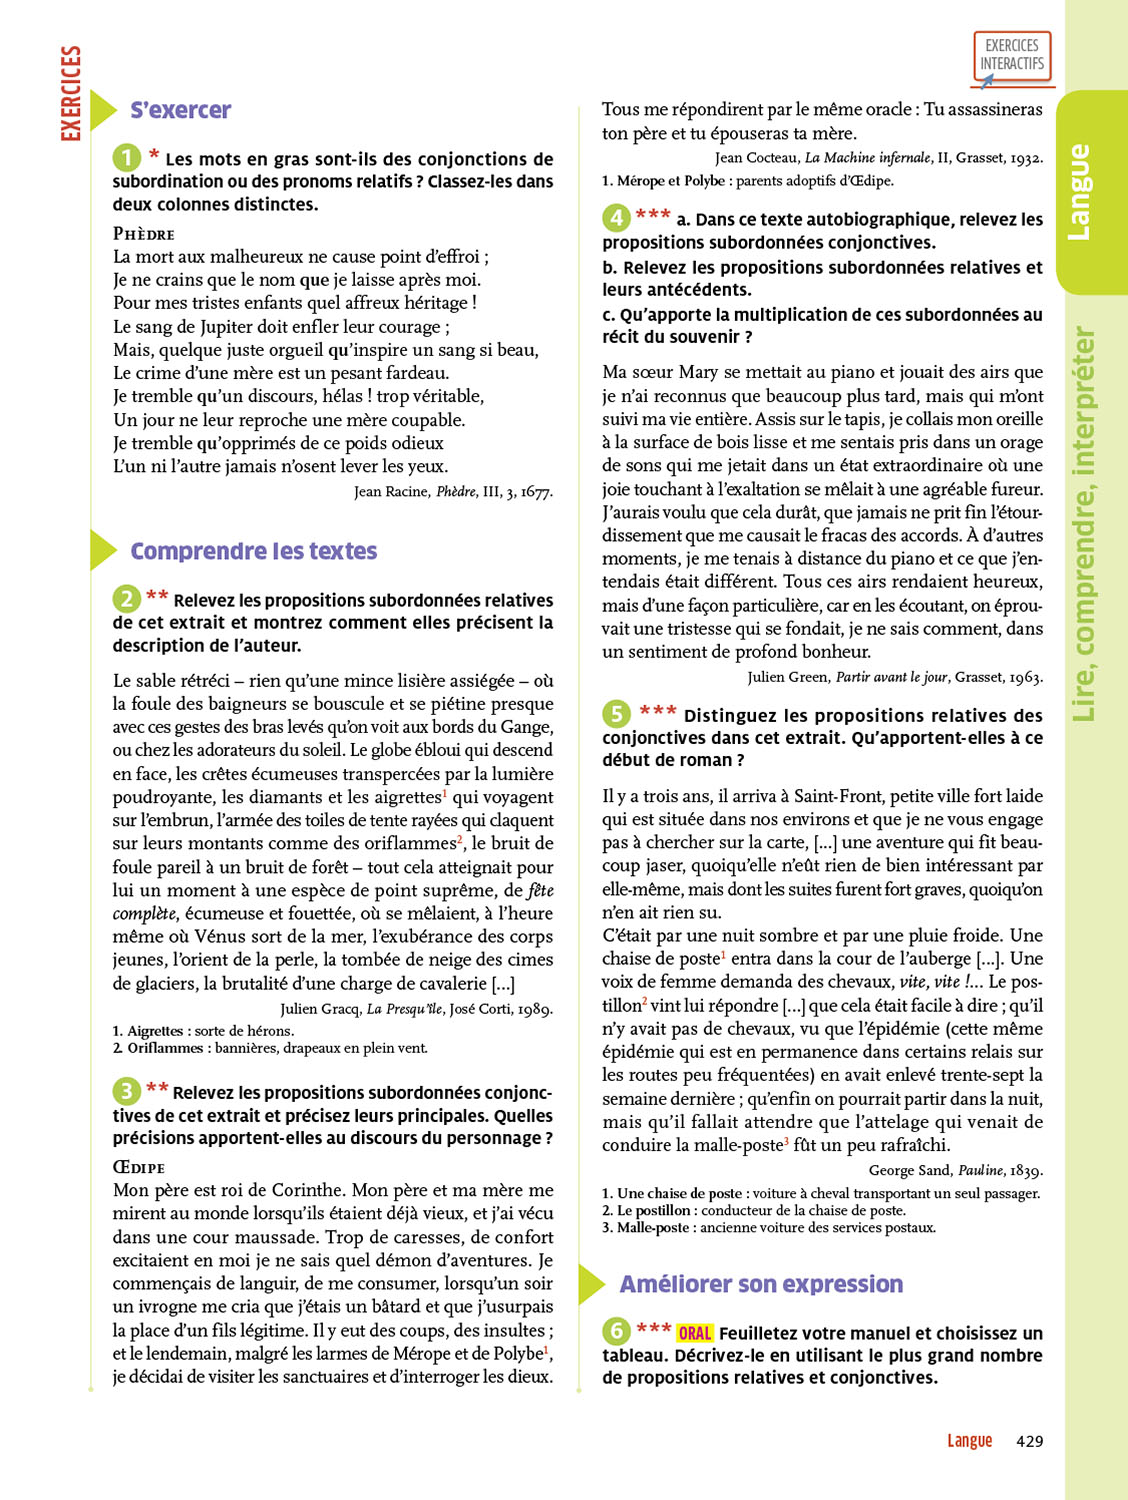 EXERCICES
EXERCICES
INTERACTIFS
S'exercer
1 * Les mots en gras sont-ils des conjonctions de
subordination ou des pronoms relatifs ? Classez-les dans
deux colonnes distinctes.
PHÈDRE
La mort aux malheureux ne cause point d'effroi ;
Je ne crains que le nom que je laisse après moi.
Pour mes tristes enfants quel affreux héritage !
Le sang de Jupiter doit enfler leur courage ;
Mais, quelque juste orgueil qu'inspire un sang si beau,
Le crime d'une mère est un pesant fardeau.
Je tremble qu'un discours, hélas ! trop véritable,
Un jour ne leur reproche une mère coupable.
Je tremble qu'opprimés de ce poids odieux
L'un ni l'autre jamais n'osent lever les yeux.
Jean Racine, Phèdre, III, 3, 1677.
Comprendre les textes
2 ** Relevez les propositions subordonnées relatives
de cet extrait et montrez comment elles précisent la
description de l'auteur.
Le sable rétréci – rien qu'une mince lisière assiégée – où
la foule des baigneurs se bouscule et se piétine presque
avec ces gestes des bras levés qu'on voit aux bords du Gange,
ou chez les adorateurs du soleil. Le globe ébloui qui descend
en face, les crêtes écumeuses transpercées par la lumière
poudroyante, les diamants et les aigrettes1 qui voyagent
sur l'embrun, l'armée des toiles de tente rayées qui claquent
sur leurs montants comme des oriflammes2, le bruit de
foule pareil à un bruit de forêt – tout cela atteignait pour
lui un moment à une espèce de point suprême, de fête
complète, écumeuse et fouettée, où se mêlaient, à l'heure
même où Vénus sort de la mer, l'exubérance des corps
jeunes, l'orient de la perle, la tombée de neige des cimes
de glaciers, la brutalité d'une charge de cavalerie [...]
Julien Gracq, La Presqu'île, José Corti, 1989.
1. Aigrettes : sorte de hérons.
2. Oriflammes : bannières, drapeaux en plein vent.
3 ** Relevez les propositions subordonnées conjonc-
tives de cet extrait et précisez leurs principales. Quelles
précisions apportent-elles au discours du personnage ?
ŒDIPE
Mon père est roi de Corinthe. Mon père et ma mère me
mirent au monde lorsqu'ils étaient déjà vieux, et j'ai vécu
dans une cour maussade. Trop de caresses, de confort
excitaient en moi je ne sais quel démon d'aventures. Je
commençais de languir, de me consumer, lorsqu'un soir
un ivrogne me cria que j'étais un bâtard et que j'usurpais
la place d'un fils légitime. Il y eut des coups, des insultes ;
et le lendemain, malgré les larmes de Mérope et de Polybe1,
je décidai de visiter les sanctuaires et d'interroger les dieux.
Tous me répondirent par le même oracle : Tu assassineras
ton père et tu épouseras ta mère.
Jean Cocteau, La Machine infernale, II, Grasset, 1932.
1. Mérope et Polybe : parents adoptifs d'Œdipe.
4 *** a. Dans ce texte autobiographique, relevez les
propositions subordonnées conjonctives.
b. Relevez les propositions subordonnées relatives et
leurs antécédents.
c. Qu'apporte la multiplication de ces subordonnées au
récit du souvenir ?
Ma sœur Mary se mettait au piano et jouait des airs que
je n'ai reconnus que beaucoup plus tard, mais qui m'ont
suivi ma vie entière. Assis sur le tapis, je collais mon oreille
à la surface de bois lisse et me sentais pris dans un orage
de sons qui me jetait dans un état extraordinaire où une
joie touchant à l'exaltation se mêlait à une agréable fureur.
J'aurais voulu que cela durât, que jamais ne prit fin l'étour-
dissement que me causait le fracas des accords. À d'autres
moments, je me tenais à distance du piano et ce que j'en-
tendais était différent. Tous ces airs rendaient heureux,
mais d'une façon particulière, car en les écoutant, on éprou-
vait une tristesse qui se fondait, je ne sais comment, dans
un sentiment de profond bonheur.
Julien Green, Partir avant le jour, Grasset, 1963.
5 *** Distinguez les propositions relatives des
conjonctives dans cet extrait. Qu'apportent-elles à ce
début de roman ?
Il y a trois ans, il arriva à Saint-Front, petite ville fort laide
qui est située dans nos environs et que je ne vous engage
pas à chercher sur la carte, [...] une aventure qui fit beau-
coup jaser, quoiqu'elle n'eût rien de bien intéressant par
elle-même, mais dont les suites furent fort graves, quoiqu'on
n'en ait rien su.
C'était par une nuit sombre et par une pluie froide. Une
chaise de poste1 entra dans la cour de l'auberge [...]. Une
voix de femme demanda des chevaux, vite, vite !... Le pos-
tillon2 vint lui répondre [...] que cela était facile à dire ; qu'il
n'y avait pas de chevaux, vu que l'épidémie (cette même
épidémie qui est en permanence dans certains relais sur
les routes peu fréquentées) en avait enlevé trente-sept la
semaine dernière ; qu'enfin on pourrait partir dans la nuit,
mais qu'il fallait attendre que l'attelage qui venait de
conduire la malle-poste3 fût un peu rafraîchi.
George Sand, Pauline, 1839.
1. Une chaise de poste : voiture à cheval transportant un seul passager.
2. Le postillon : conducteur de la chaise de poste.
3. Malle-poste : ancienne voiture des services postaux.
Améliorer son expression
6 *** ORAL Feuilletez votre manuel et choisissez un
tableau. Décrivez-le en utilisant le plus grand nombre
de propositions relatives et conjonctives.
Langue
Lire, comprendre, interpréter
Langue 429